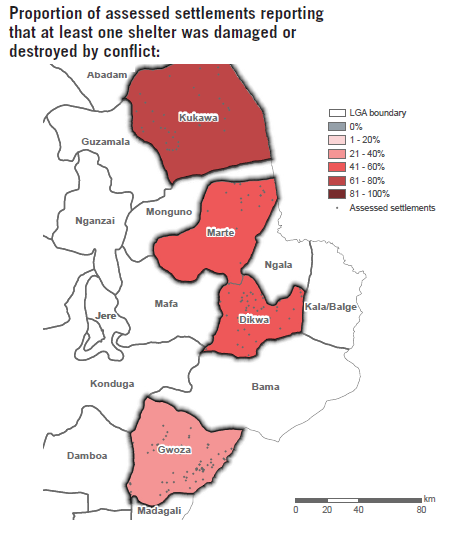 Proportion of assessed settlements reporting
that at least one shelter was damaged or
destroyed by conflict:
Abadam
Kukawa
LGA boundary
0%
1 - 20%
21 - 40%
41 - 60%
61 - 80%
81 - 100%
Assessed settlements
Guzamala
Monguno
Nganzai
Marte
Ngala
Mafa
Kala/Balge
Jere
Dikwa
Konduga
Bama
Damboa
Gwoza
Madagali
km
0 20 40 80